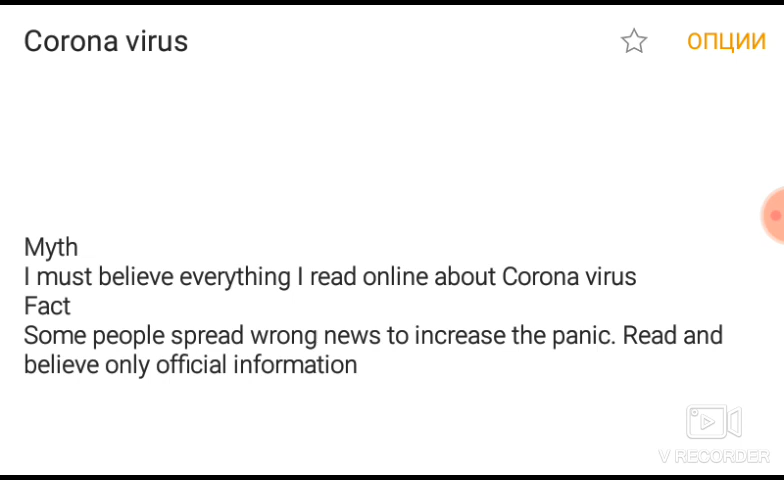 Corona virus
ОПЦИИ
Myth
I must believe everything I read online about Corona virus
Fact
Some people spread wrong news to increase the panic. Read and
believe only official information
V RECORDER